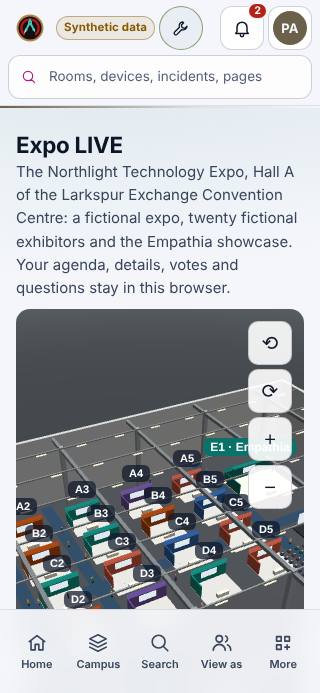 Synthetic data
2
PA
Rooms, devices, incidents, pages
Expo LIVE
The Northlight Technology Expo, Hall A
of the Larkspur Exchange Convention
Centre: a fictional expo, twenty fictional
exhibitors and the Empathia showcase.
Your agenda, details, votes and
questions stay in this browser.
E1 · Empathia
A5
A4
B5
A3
B4
C5
A2
B3
C4
D5
B2
C3
D4
C2
D3
D2
Home
Campus
Search
View as
More